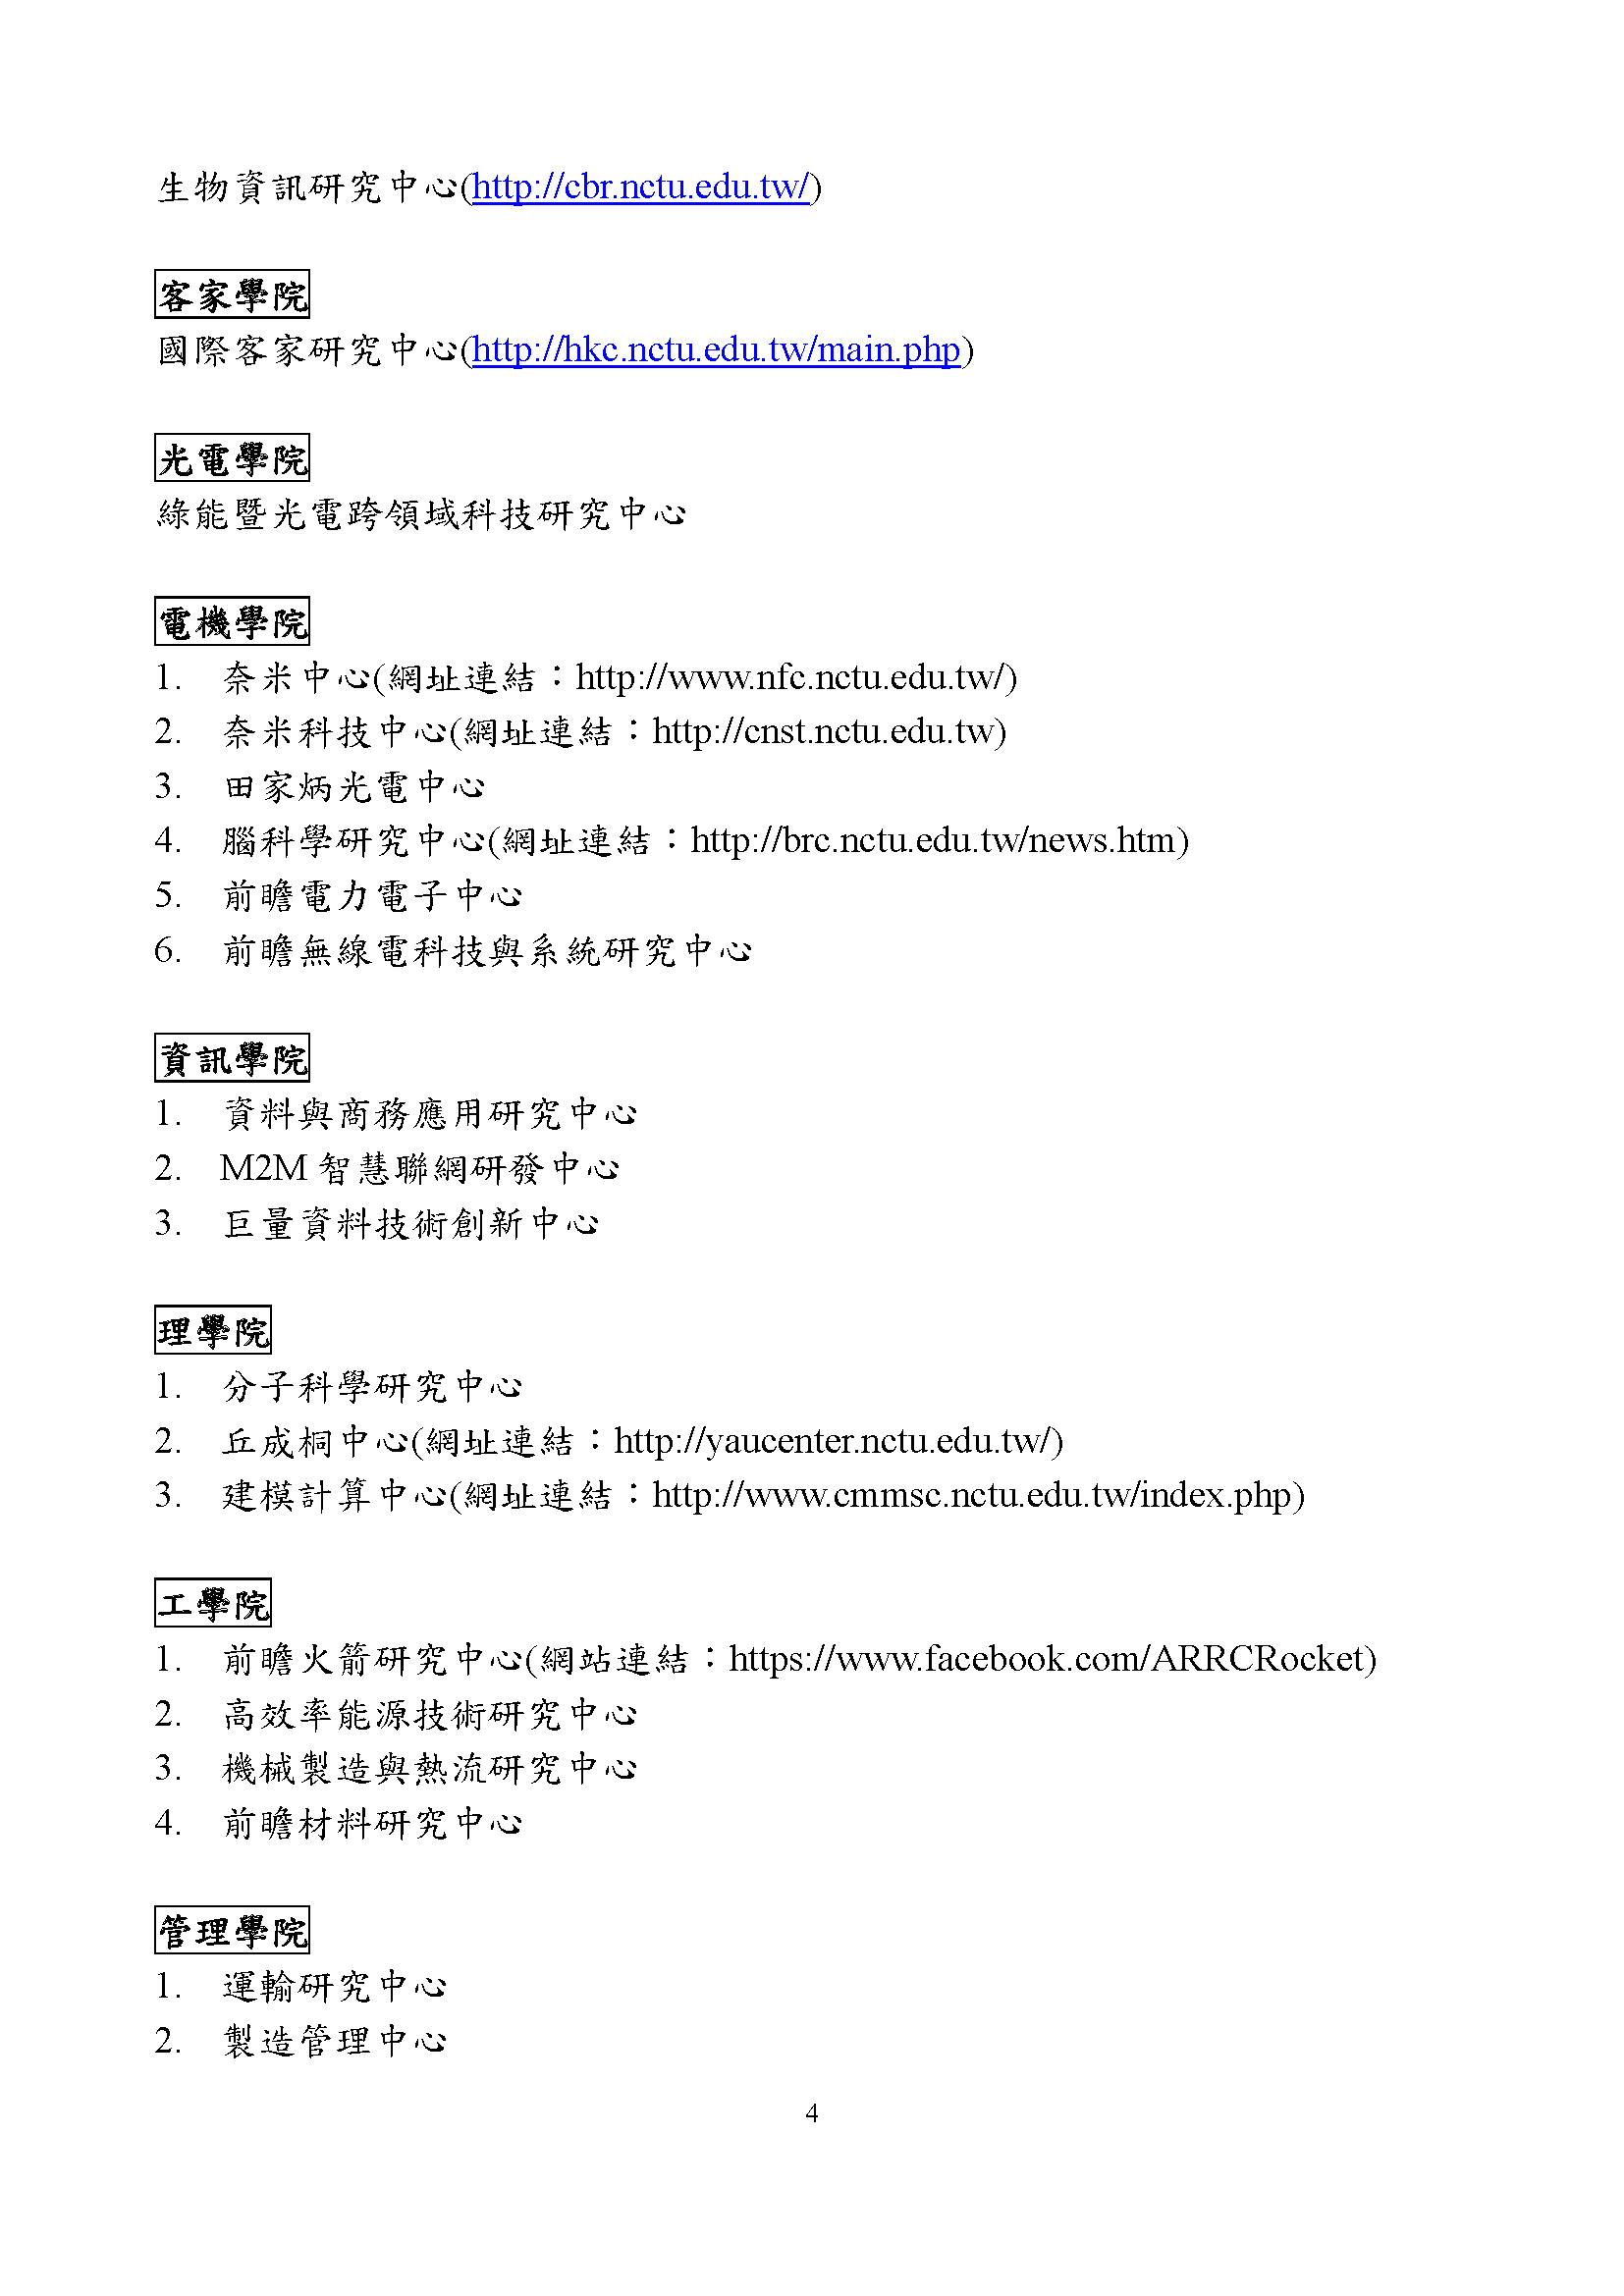 生物資訊研究中心(http://cbr.nctu.edu.tw/)
客家學院
國際客家研究中心(http://hkc.nctu.edu.tw/main.php)
光電學院
綠能暨光電跨領域科技研究中心
電機學院
1. 奈米中心(網址連結：http://www.nfc.nctu.edu.tw/)
2. 奈米科技中心(網址連結：http://cnst.nctu.edu.tw)
3. 田家炳光電中心
4. 腦科學研究中心(網址連結：http://brc.nctu.edu.tw/news.htm)
5. 前瞻電力電子中心
6. 前瞻無線電科技與系統研究中心
資訊學院
1. 資料與商務應用研究中心
2. M2M 智慧聯網研發中心
3. 巨量資料技術創新中心
理學院
1. 分子科學研究中心
2. 丘成桐中心(網址連結：http://yaucenter.nctu.edu.tw/)
3. 建模計算中心(網址連結：http://www.cmmsc.nctu.edu.tw/index.php)
工學院
1. 前瞻火箭研究中心(網站連結：https://www.facebook.com/ARRCRocket)
2. 高效率能源技術研究中心
3. 機械製造與熱流研究中心
4. 前瞻材料研究中心
管理學院
1. 運輸研究中心
2. 製造管理中心
4